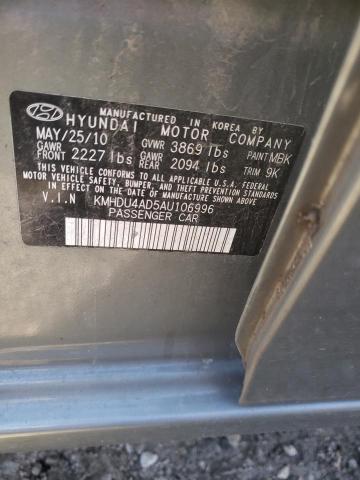 MANUFACTURED IN KOREA BY
HYUNDAI MOTOR COMPANY
MAY/25/10 GVWR 3869 lbs PAINT MBK
GAWR FRONT 2227 lbs GAWR REAR 2094 lbs TRIM 9K
THIS VEHICLE CONFORMS TO ALL APPLICABLE U.S.A. FEDERAL
MOTOR VEHICLE SAFETY, BUMPER, AND THEFT PREVENTION
STANDARDS IN EFFECT ON THE DATE OF MANUFACTURE SHOWN ABOVE.
V.I.N KMHDU4AD5AU106996
PASSENGER CAR